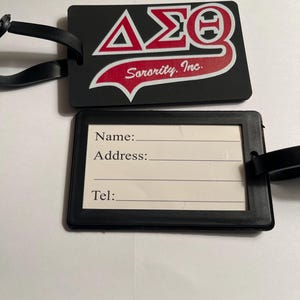 ΔΣΘ
Sorority, Inc.
Name:
Address:
Tel: